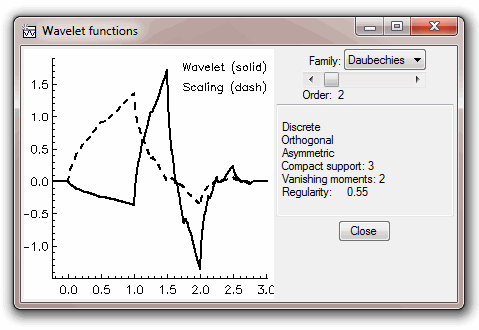 Wavelet functions
Wavelet (solid)
Scaling (dash)
1.5
1.0
0.5
0.0
-0.5
-1.0
0.0 0.5 1.0 1.5 2.0 2.5 3.0
Family: Daubechies
Order: 2
Discrete
Orthogonal
Asymmetric
Compact support: 3
Vanishing moments: 2
Regularity: 0.55
Close